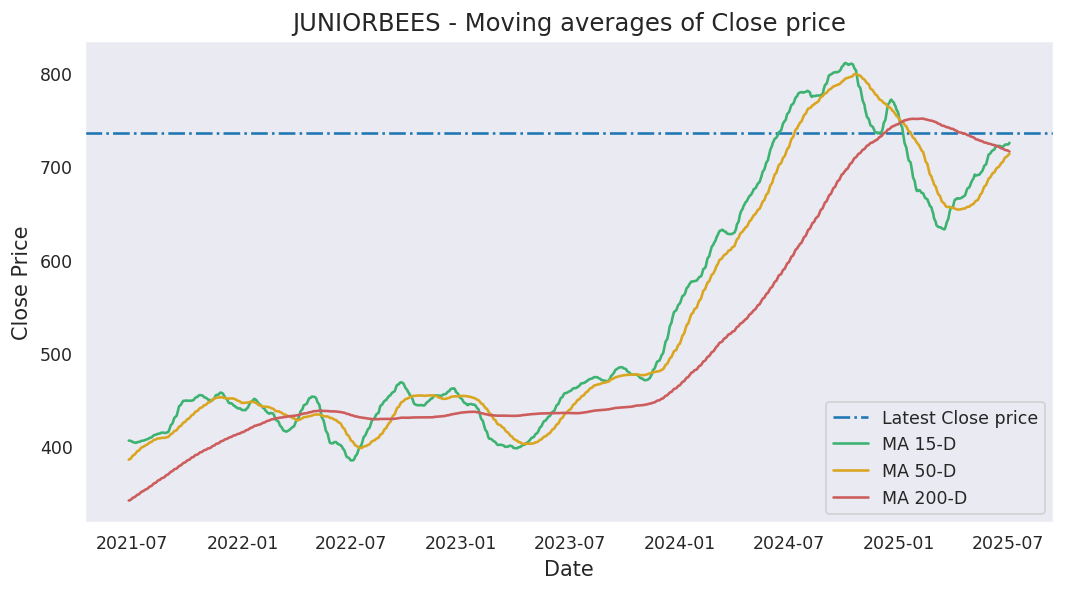 JUNIORBEES - Moving averages of Close price
Close Price
800
700
600
500
400
Latest Close price
MA 15-D
MA 50-D
MA 200-D
2021-07 2022-01 2022-07 2023-01 2023-07 2024-01 2024-07 2025-01 2025-07
Date